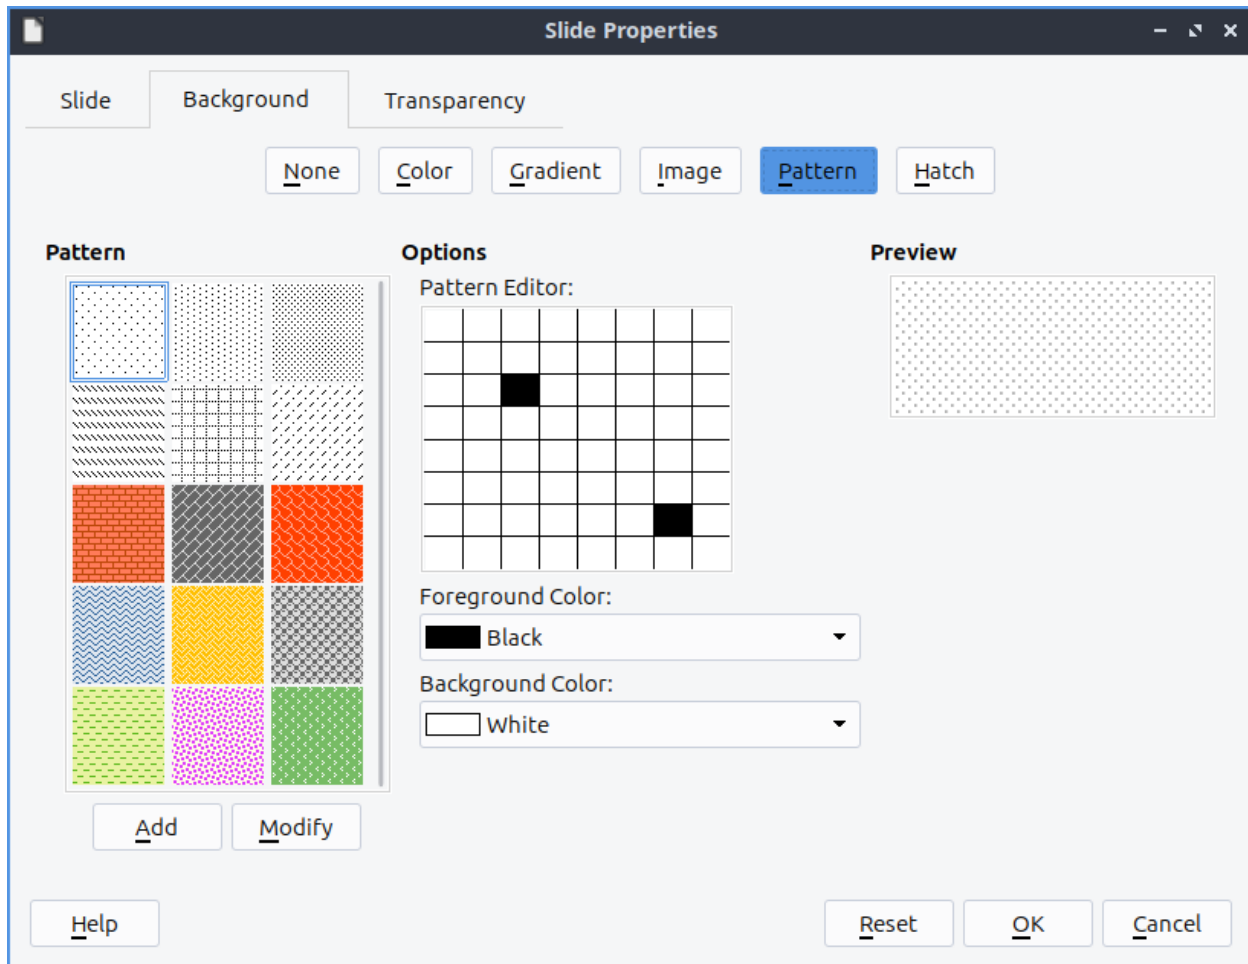 Slide Properties
Slide Background Transparency
None Color Gradient Image Pattern Hatch
Pattern
Options
Preview
Pattern Editor:
Foreground Color:
Black
Background Color:
White
Add Modify
Help Reset OK Cancel